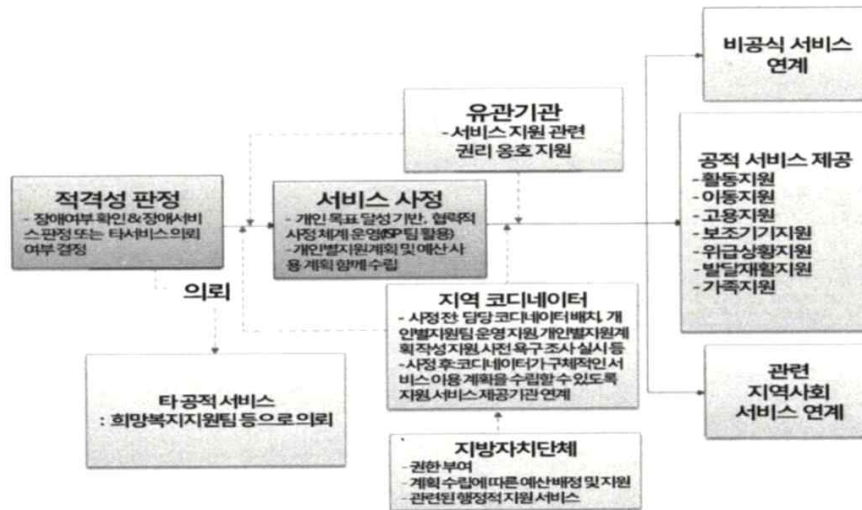 적격성 판정
- 장애여부 확인 & 장애서비
스 판정 또는 타서비스 의뢰
여부 결정
의뢰
타 공적 서비스
: 희망복지지원팀 등으로 의뢰
유관기관
- 서비스 지원 관련
권리 옹호 지원
서비스 사정
- 개인 목표 달성 기반, 협력적
사정 체계 운영(ISP 팀 활용)
- 개인별지원계획 및 예산 사
용 계획 함께 수립
지역 코디네이터
- 사정 전: 담당 코디네이터 배치, 개
인별지원팀 운영 지원, 개인별지원계
획 작성 지원, 사전 욕구 조사 실시 등
- 사정 후: 코디네이터가 구체적인 서
비스 이용 계획을 수립할 수 있도록
지원, 서비스 제공기관 연계
지방자치단체
- 권한 부여
- 계획 수립에 따른 예산 배정 및 지원
- 관련된 행정적 지원 서비스
비공식 서비스
연계
공적 서비스 제공
- 활동지원
- 이동지원
- 고용지원
- 보조기기지원
- 위급상황지원
- 발달재활지원
- 가족지원
관련
지역사회
서비스 연계